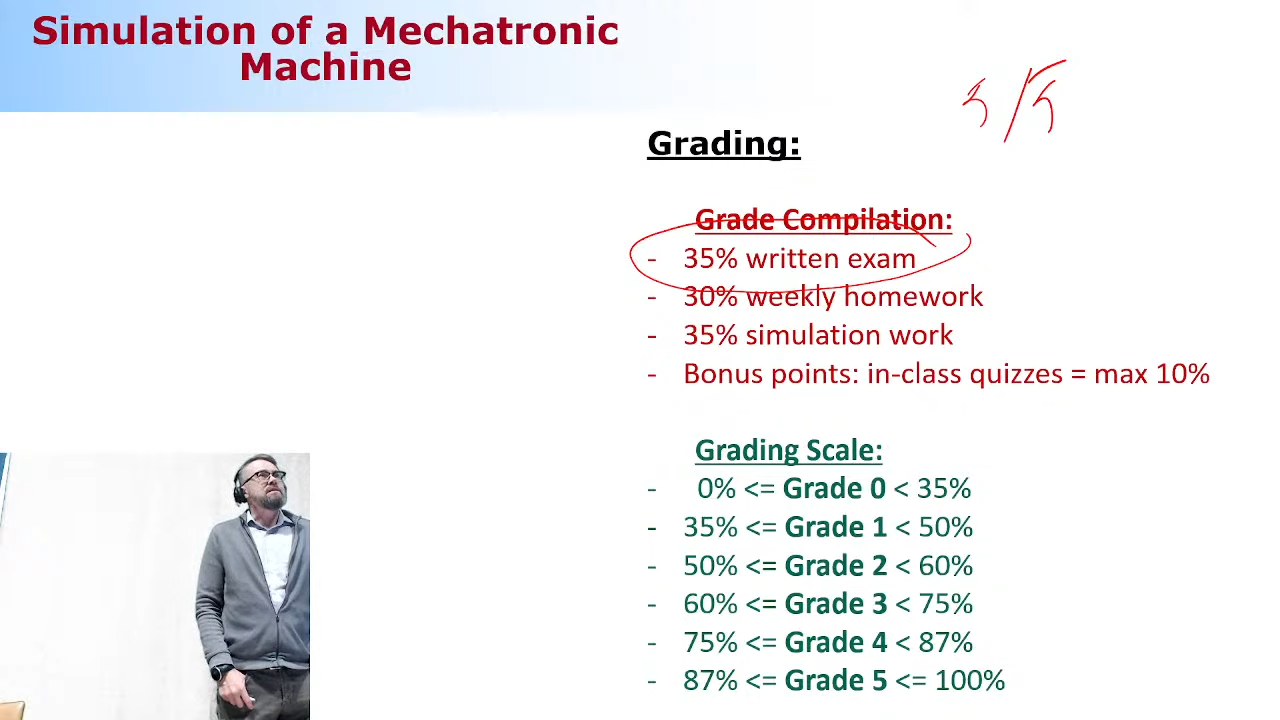 Simulation of a Mechatronic
Machine
5/5
Grading:
Grade Compilation:
- 35% written exam
- 30% weekly homework
- 35% simulation work
- Bonus points: in-class quizzes = max 10%
Grading Scale:
- 0% <= Grade 0 < 35%
- 35% <= Grade 1 < 50%
- 50% <= Grade 2 < 60%
- 60% <= Grade 3 < 75%
- 75% <= Grade 4 < 87%
- 87% <= Grade 5 <= 100%